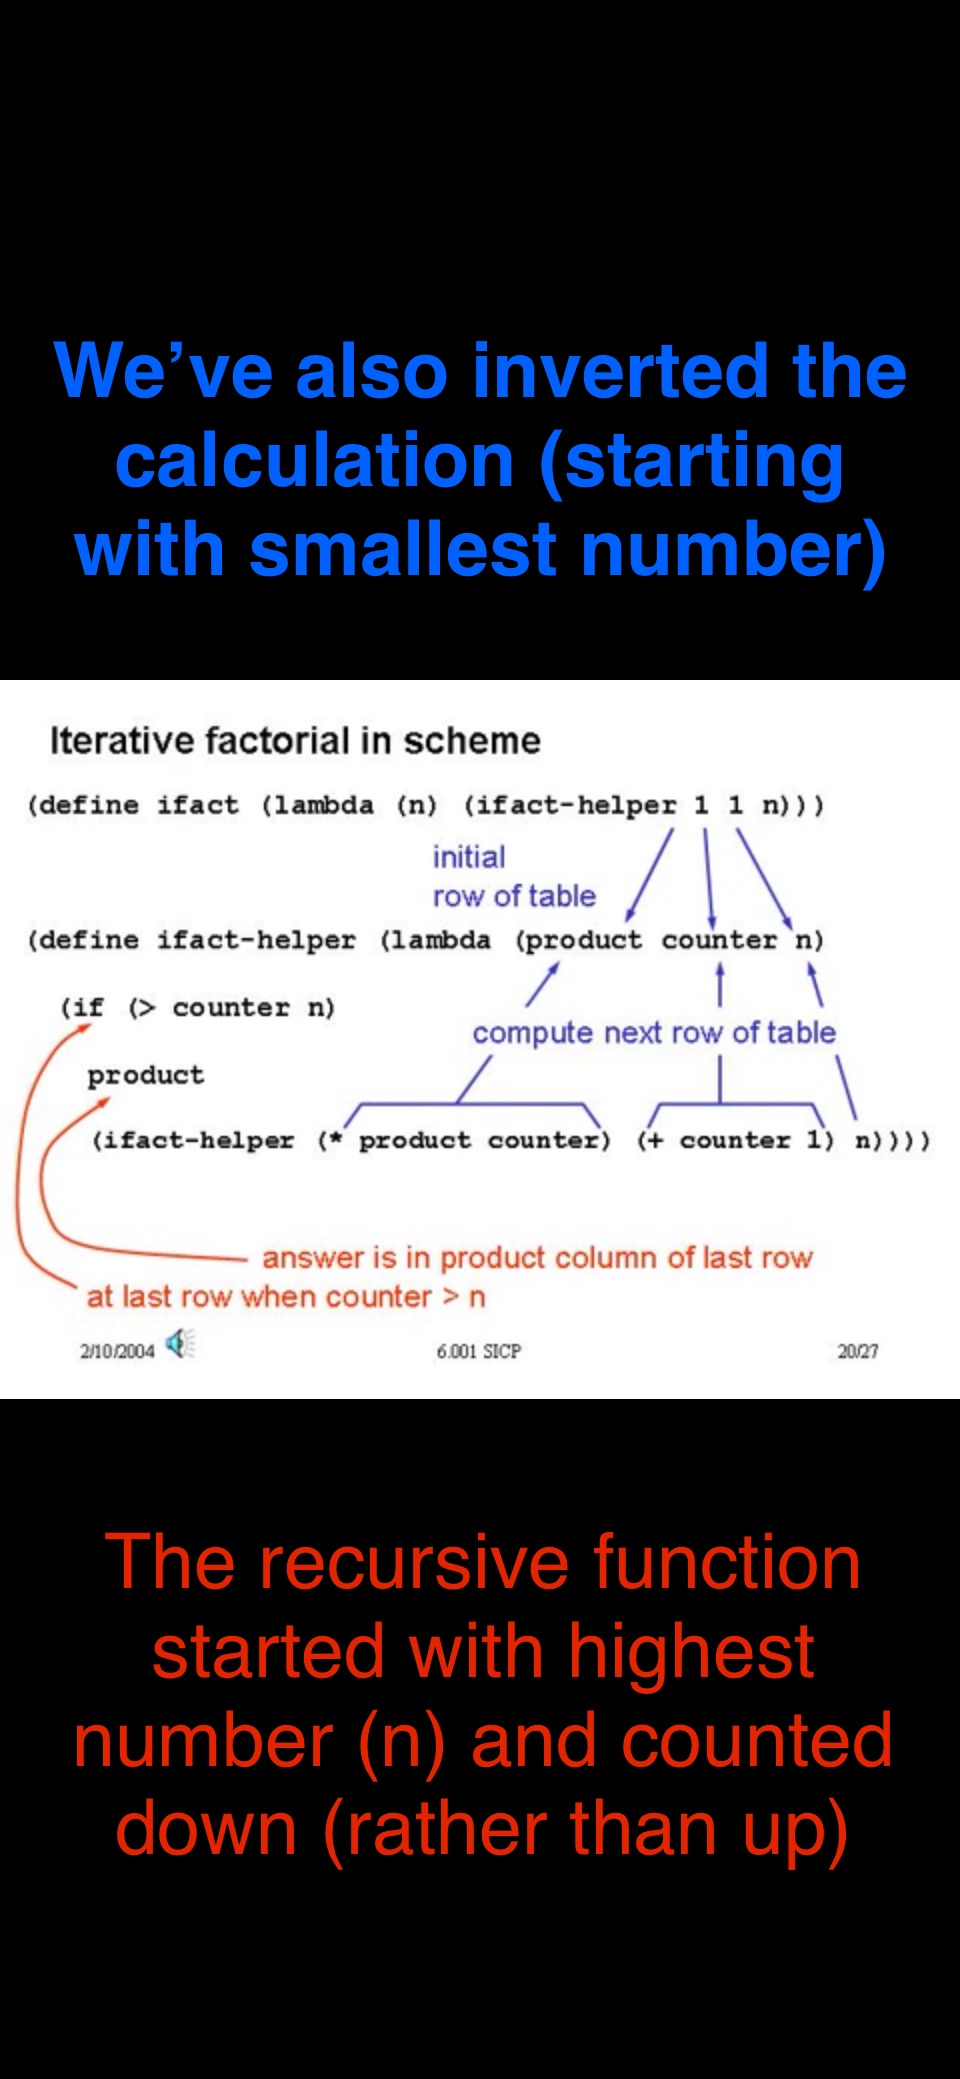 We’ve also inverted the
calculation (starting
with smallest number)
Iterative factorial in scheme
(define ifact (lambda (n) (ifact-helper 1 1 n)))
initial
row of table
(define ifact-helper (lambda (product counter n)
(if (> counter n)
compute next row of table
product
(ifact-helper (* product counter) (+ counter 1) n))))
answer is in product column of last row
at last row when counter > n
2/10/2004 6.001 SICP 20/27
The recursive function
started with highest
number (n) and counted
down (rather than up)